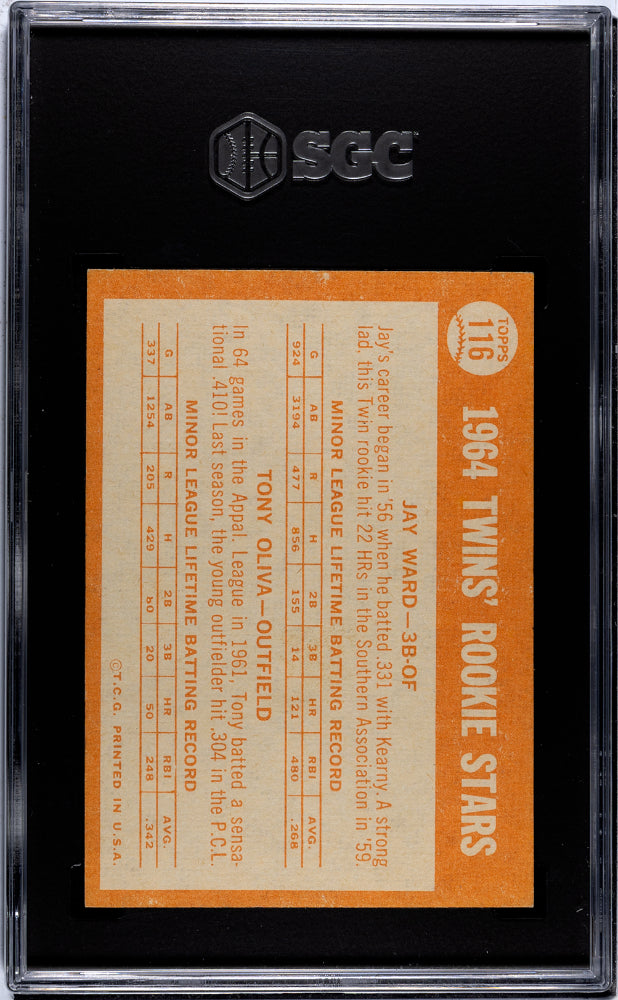 SGC
TOPPS
116
1964 TWINS' ROOKIE STARS
JAY WARD—3B-OF
Jay's career began in '56 when he batted .331 with Kearny. A strong
lad, this Twin rookie hit 22 HRs in the Southern Association in '59.
MINOR LEAGUE LIFETIME BATTING RECORD
G AB R H 2B 3B HR RBI AVG.
924 3194 477 856 155 14 121 480 .268
TONY OLIVA—OUTFIELD
In 64 games in the Appal. League in 1961, Tony batted a sensa-
tional .410! Last season, the young outfielder hit .304 in the P.C.L.
MINOR LEAGUE LIFETIME BATTING RECORD
G AB R H 2B 3B HR RBI AVG.
337 1254 205 429 60 20 50 248 .342
©T.C.G. PRINTED IN U.S.A.